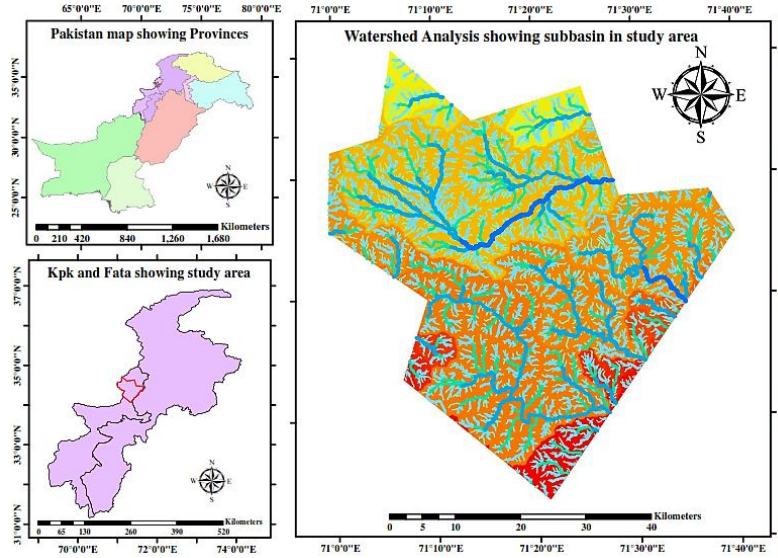 65°0'0"E 70°0'0"E 75°0'0"E 80°0'0"E
Pakistan map showing Provinces
35°0'0"N
30°0'0"N
25°0'0"N
N
W E
S
Kilometers
0 210 420 840 1,260 1,680
Kpk and Fata showing study area
37°0'0"N
35°0'0"N
33°0'0"N
31°0'0"N
N
W E
S
Kilometers
0 65 130 260 390 520
70°0'0"E 72°0'0"E 74°0'0"E
71°0'0"E 71°10'0"E 71°20'0"E 71°30'0"E 71°40'0"E
Watershed Analysis showing subbasin in study area
N
W E
S
Kilometers
0 5 10 20 30 40
71°0'0"E 71°10'0"E 71°20'0"E 71°30'0"E 71°40'0"E